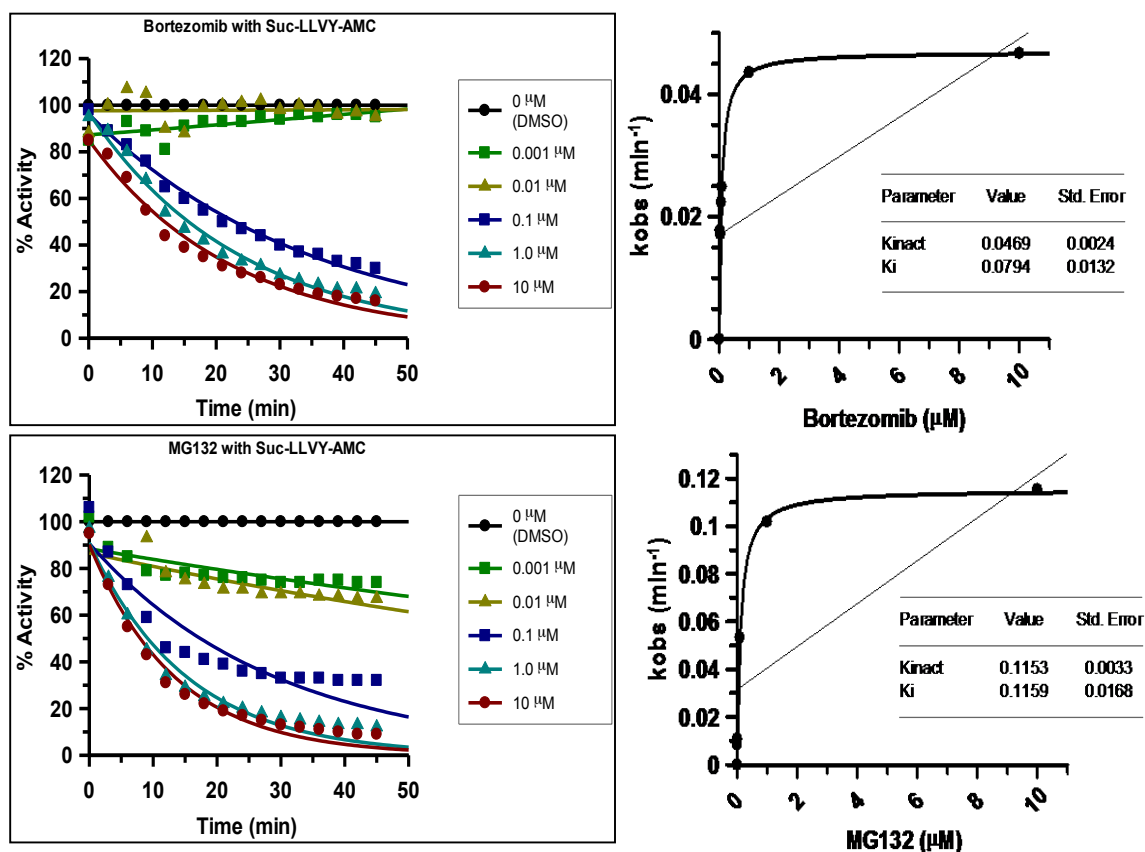 Bortezomib with Suc-LLVY-AMC
% Activity
120
100
80
60
40
20
0
0 10 20 30 40 50
Time (min)
0 µM
(DMSO)
0.001 µM
0.01 µM
0.1 µM
1.0 µM
10 µM
kobs (mIn-1)
0.04
0.02
0
0 2 4 6 8 10
Bortezomib (µM)
Parameter Value Std. Error
Kinact 0.0469 0.0024
Ki 0.0794 0.0132
MG132 with Suc-LLVY-AMC
% Activity
120
100
80
60
40
20
0
0 10 20 30 40 50
Time (min)
0 µM
(DMSO)
0.001 µM
0.01 µM
0.1 µM
1.0 µM
10 µM
kobs (mIn-1)
0.12
0.1
0.08
0.06
0.04
0.02
0
0 2 4 6 8 10
MG132 (µM)
Parameter Value Std. Error
Kinact 0.1153 0.0033
Ki 0.1159 0.0168